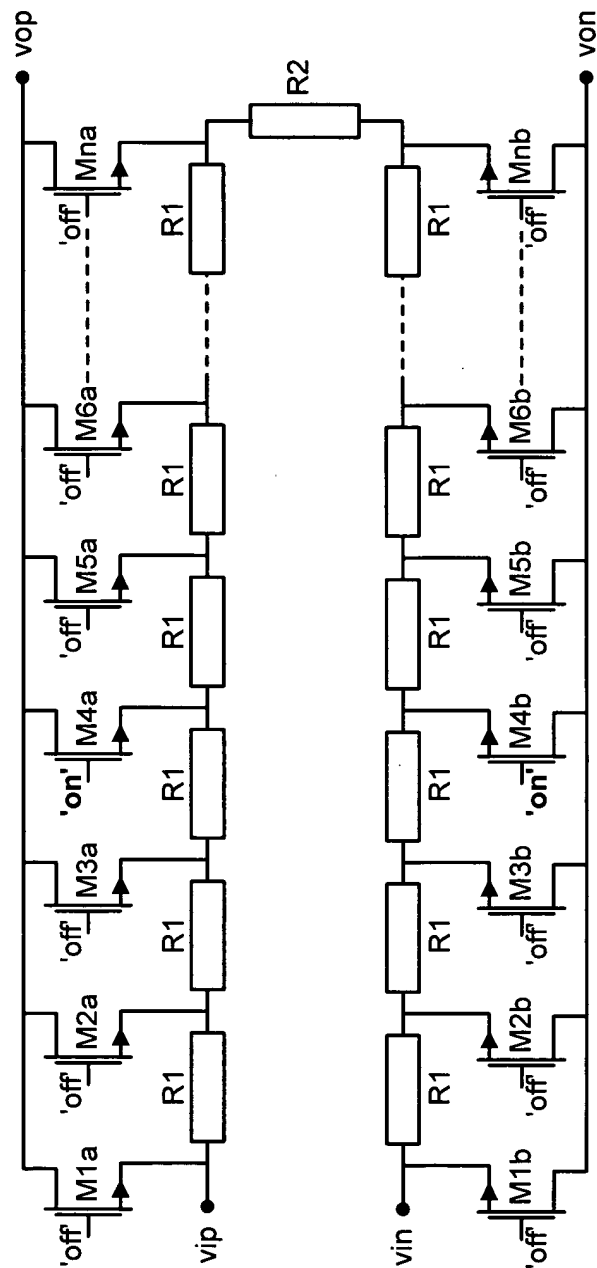 vop
M1a M2a M3a M4a M5a M6a Mna
'off' 'off' 'off' 'on' 'off' 'off' 'off'
R1 R1 R1 R1 R1 R1
vip
R2
vin
R1 R1 R1 R1 R1 R1
M1b M2b M3b M4b M5b M6b Mnb
'off' 'off' 'off' 'on' 'off' 'off' 'off'
von